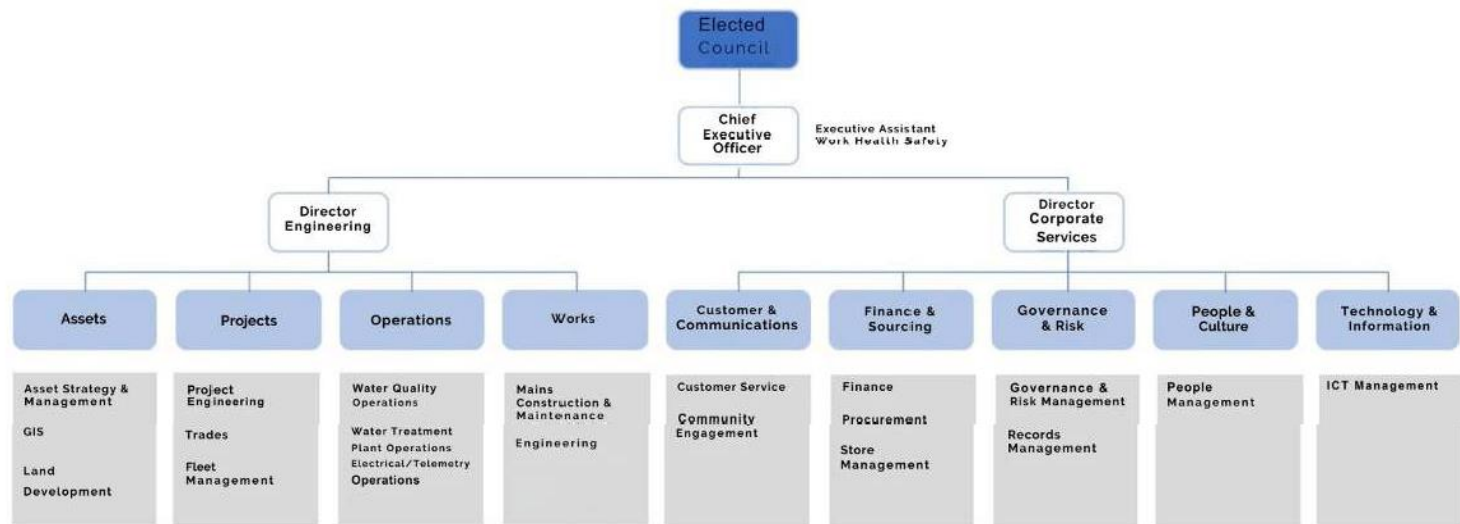 Elected
Council
Chief
Executive
Officer
Executive Assistant
Work Health Safety
Director
Engineering
Director
Corporate
Services
Assets
Projects
Operations
Works
Customer &
Communications
Finance &
Sourcing
Governance
& Risk
People &
Culture
Technology &
Information
Asset Strategy &
Management
GIS
Land
Development
Project
Engineering
Trades
Fleet
Management
Water Quality
Operations
Water Treatment
Plant Operations
Electrical/Telemetry
Operations
Mains
Construction &
Maintenance
Engineering
Customer Service
Community
Engagement
Finance
Procurement
Store
Management
Governance &
Risk Management
Records
Management
People
Management
ICT Management